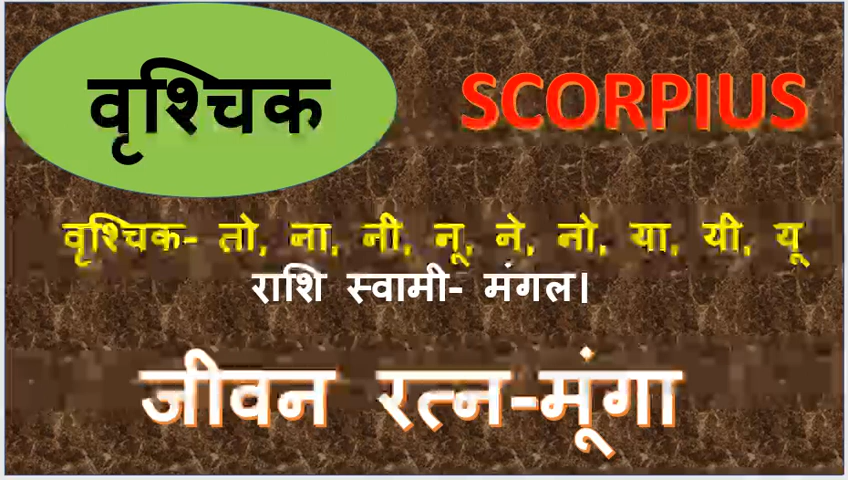 वृश्चिक
SCORPIUS
वृश्चिक- तो, ना, नी, नू, ने, नो, या, यी, यू
राशि स्वामी- मंगल।
जीवन रत्न-मूंगा